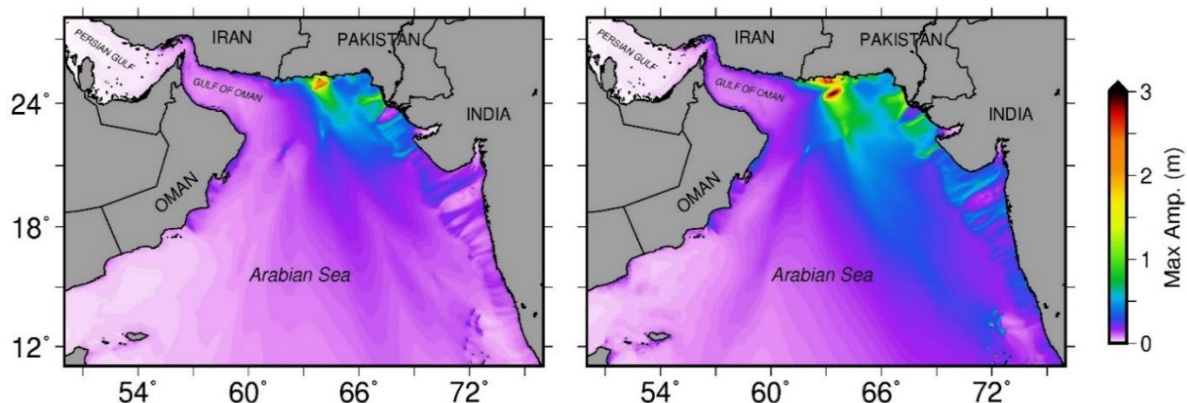 IRAN
PAKISTAN
PERSIAN GULF
GULF OF OMAN
INDIA
OMAN
Arabian Sea
24˚
18˚
12˚
54˚ 60˚ 66˚ 72˚
IRAN
PAKISTAN
PERSIAN GULF
GULF OF OMAN
INDIA
OMAN
Arabian Sea
54˚ 60˚ 66˚ 72˚
3
2
1
0
Max Amp. (m)